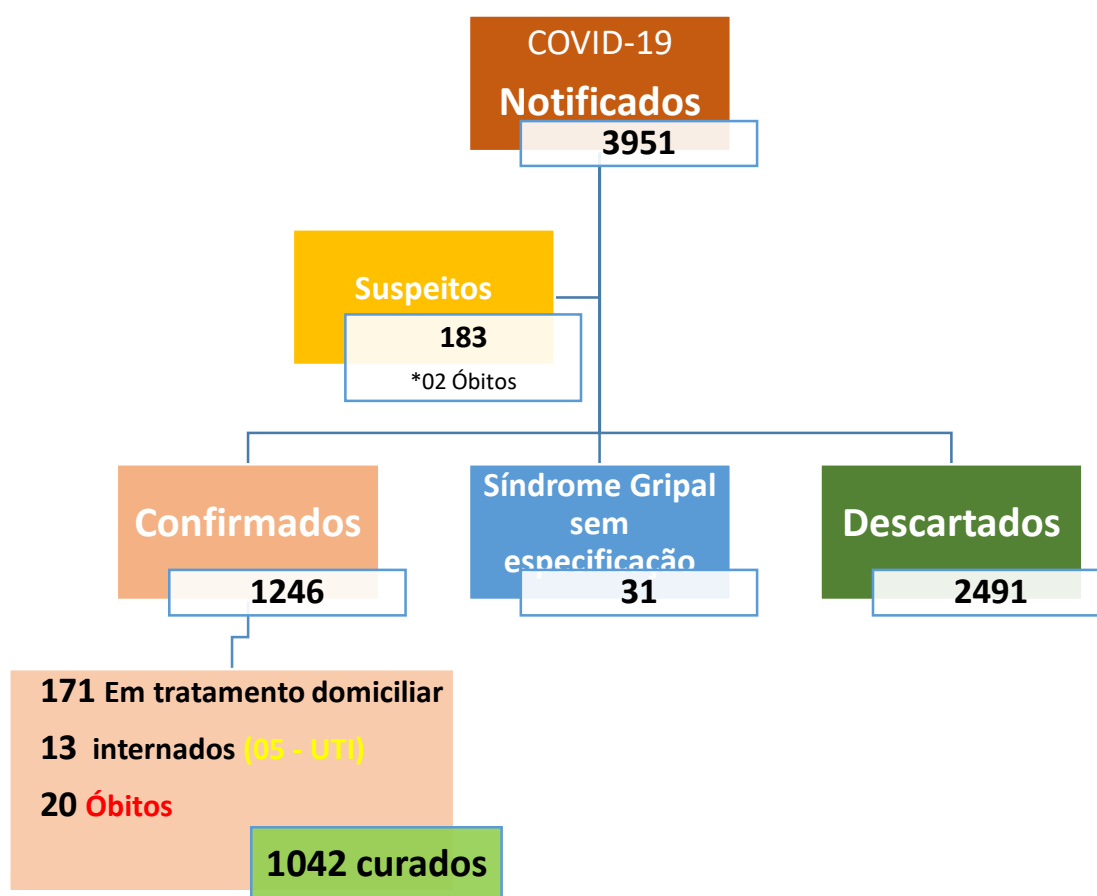 COVID-19
Notificados
3951
Suspeitos
183
*02 Óbitos
Confirmados
1246
Síndrome Gripal
sem
especificação
31
Descartados
2491
171 Em tratamento domiciliar
13 internados (05 - UTI)
20 Óbitos
1042 curados